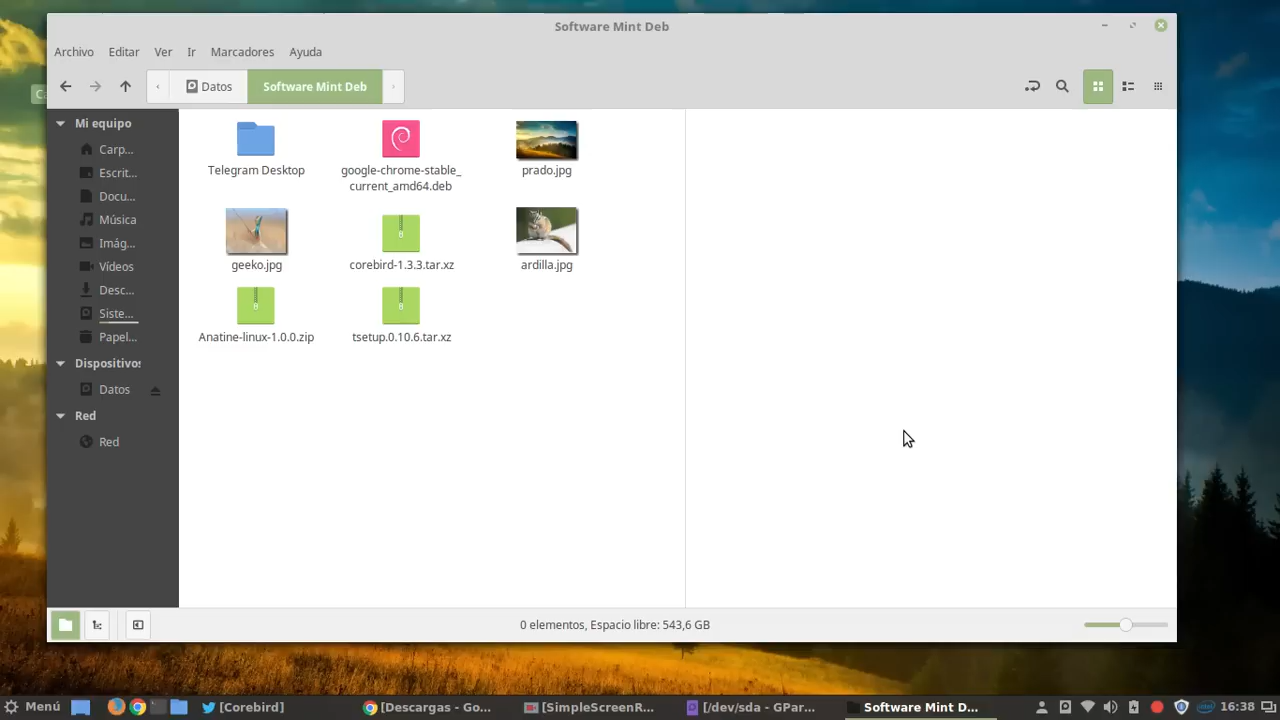 Software Mint Deb
Archivo Editar Ver Ir Marcadores Ayuda
Datos Software Mint Deb
Mi equipo
Carp...
Escrit...
Docu...
Música
Imág...
Vídeos
Desc...
Siste...
Papel...
Dispositivos
Datos
Red
Red
Telegram Desktop
google-chrome-stable_
current_amd64.deb
prado.jpg
geeko.jpg
corebird-1.3.3.tar.xz
ardilla.jpg
Anatine-linux-1.0.0.zip
tsetup.0.10.6.tar.xz
0 elementos, Espacio libre: 543,6 GB
Menú [Corebird] [Descargas - Go... [SimpleScreenR... [/dev/sda - GPar... Software Mint D... 16:38